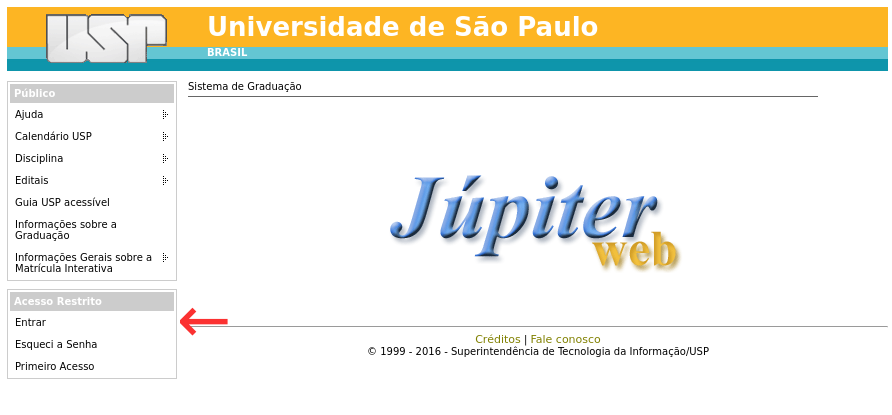 USP
Universidade de São Paulo
BRASIL
Público
Ajuda
Calendário USP
Disciplina
Editais
Guia USP acessível
Informações sobre a
Graduação
Informações Gerais sobre a
Matrícula Interativa
Acesso Restrito
Entrar
Esqueci a Senha
Primeiro Acesso
Sistema de Graduação
Júpiter
web
Créditos | Fale conosco
© 1999 - 2016 - Superintendência de Tecnologia da Informação/USP